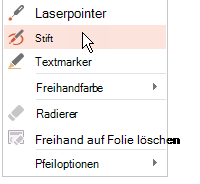 Laserpointer
Stift
Textmarker
Freihandfarbe
Radierer
Freihand auf Folie löschen
Pfeiloptionen